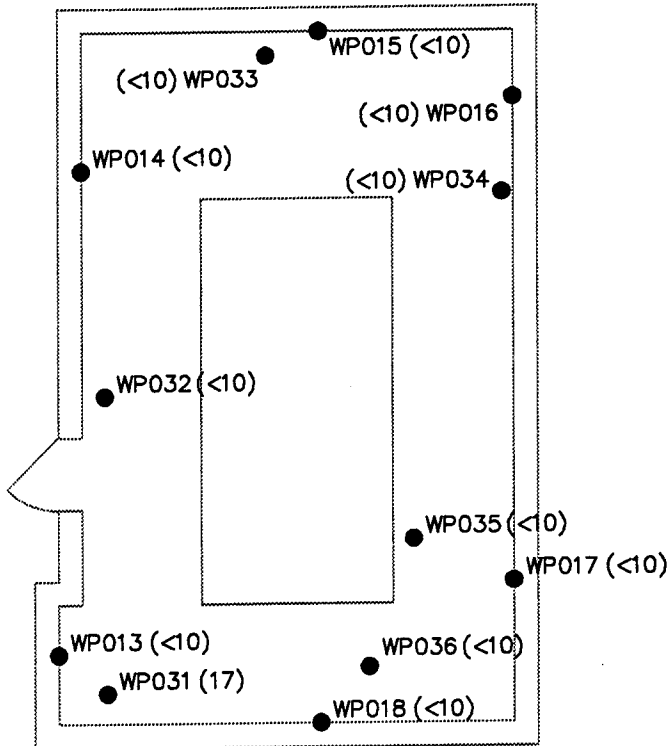 WP015 (<10)
(<10) WP033
(<10) WP016
WP014 (<10)
(<10) WP034
WP032 (<10)
WP035 (<10)
WP017 (<10)
WP013 (<10)
WP036 (<10)
WP031 (17)
WP018 (<10)